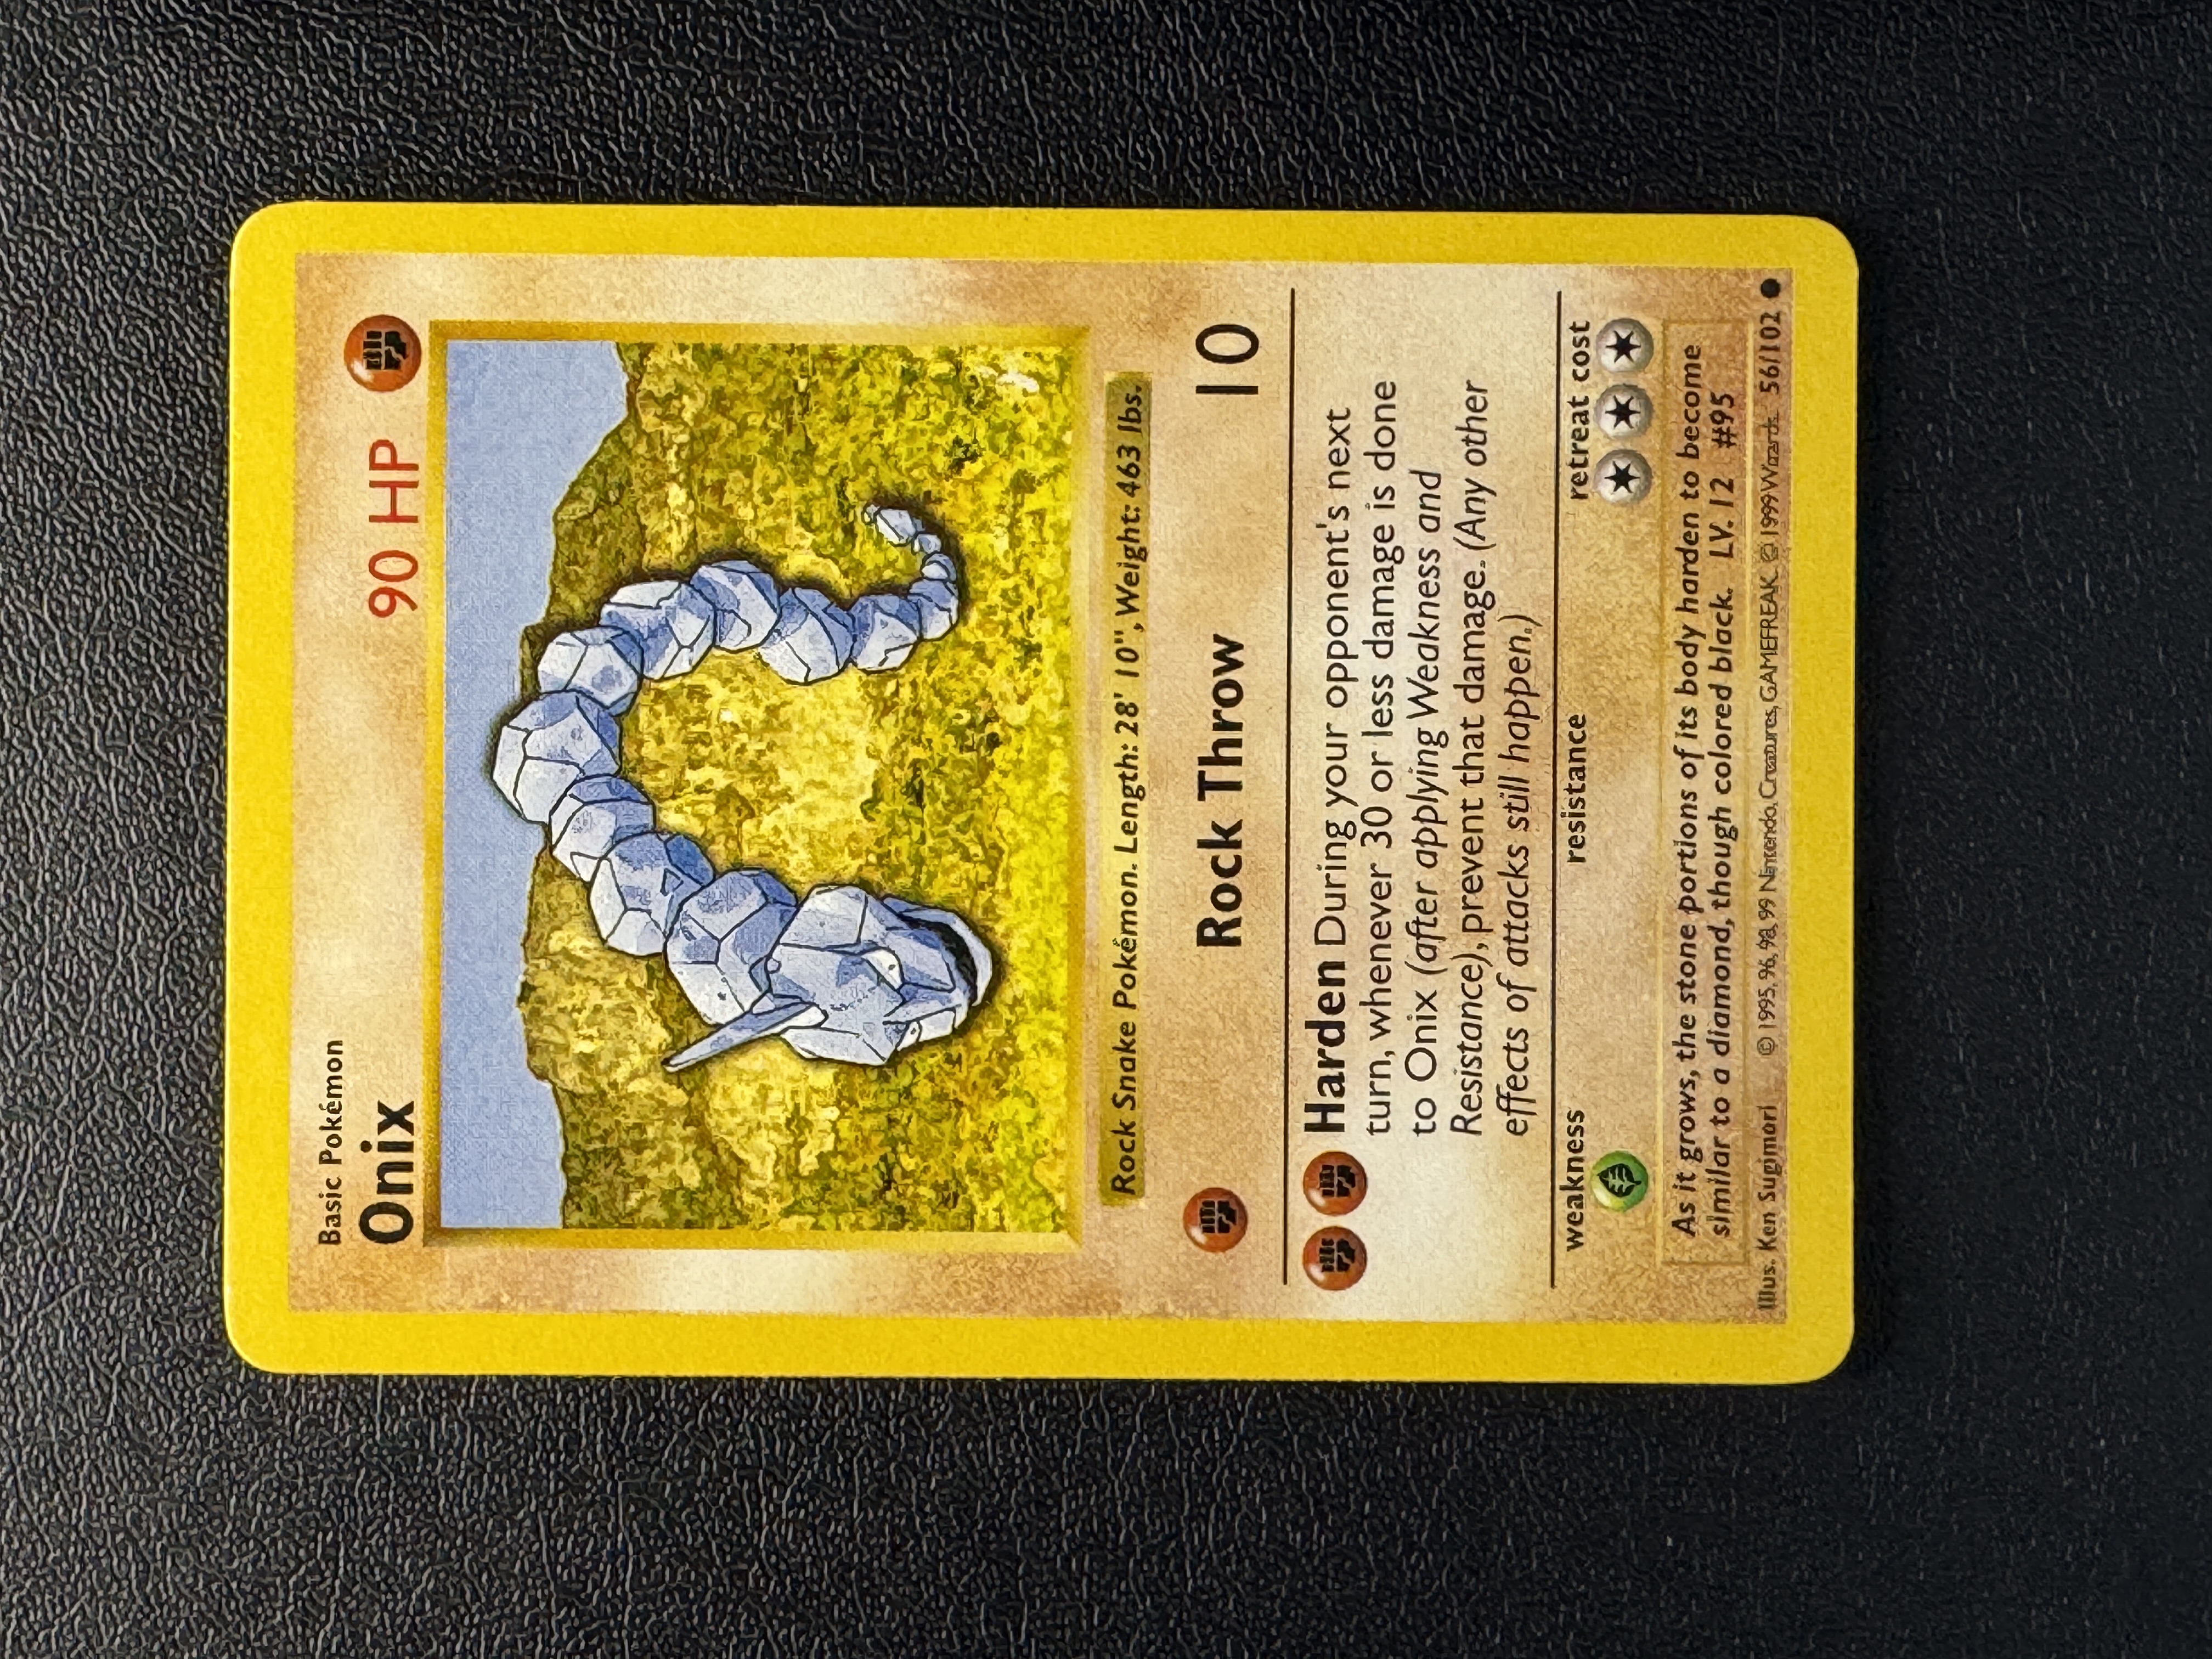 Basic Pokémon
Onix 90 HP
Rock Snake Pokémon. Length: 28' 10", Weight: 463 lbs.
Rock Throw 10
Harden During your opponent's next
turn, whenever 30 or less damage is done
to Onix (after applying Weakness and
Resistance), prevent that damage. (Any other
effects of attacks still happen.)
weakness resistance retreat cost
As it grows, the stone portions of its body harden to become
similar to a diamond, though colored black. LV. 12 #95
Illus. Ken Sugimori © 1995, 96, 98, 99 Nintendo, Creatures, GAMEFREAK. © 1999 Wizards. 56/102